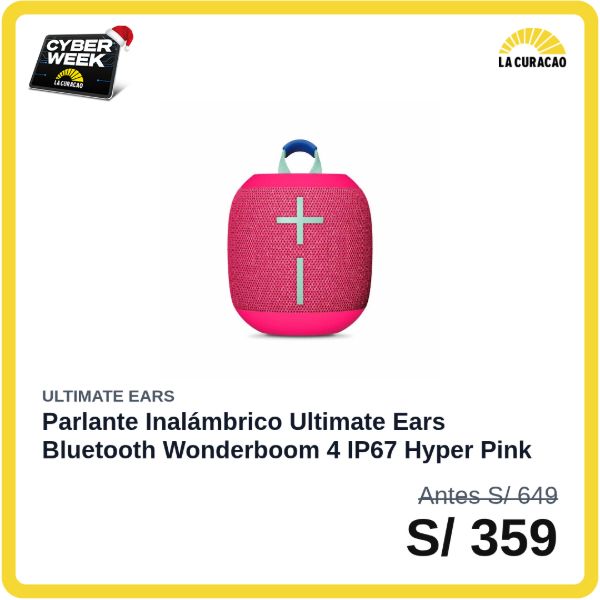 CYBER
WEEK
LA CURACAO
LA CURACAO
ULTIMATE EARS
Parlante Inalámbrico Ultimate Ears
Bluetooth Wonderboom 4 IP67 Hyper Pink
Antes S/ 649
S/ 359